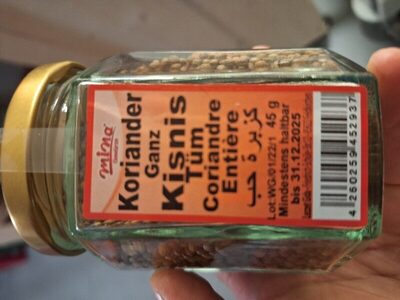 mina
Koriander
Ganz
Kişniş
Tüm
Coriandre
Entière
كزبرة حب
Lot:WG/01/22/1 45 g
Mindestens haltbar
bis 31.12.2025
4 260259 452937